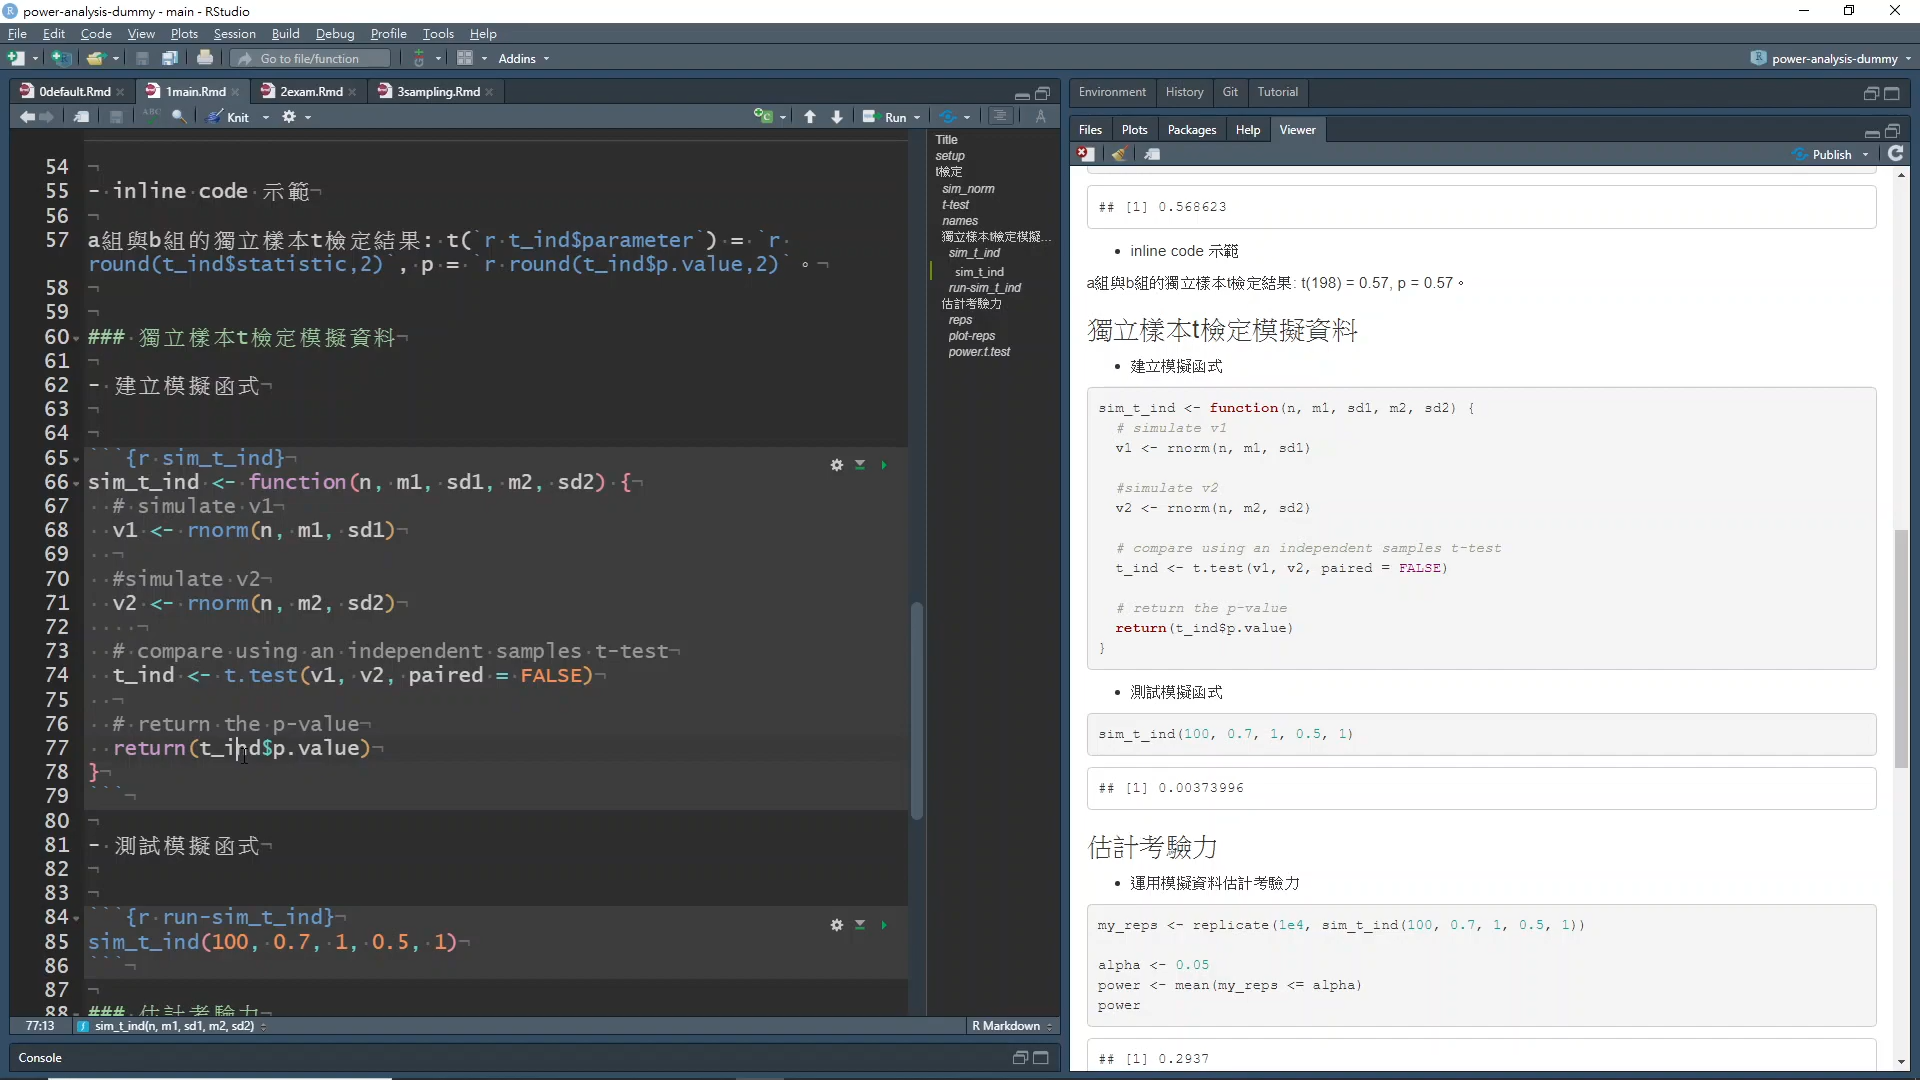 power-analysis-dummy - main - RStudio
File Edit Code View Plots Session Build Debug Profile Tools Help
Go to file/function
Addins
power-analysis-dummy
0default.Rmd
1main.Rmd
2exam.Rmd
3sampling.Rmd
Knit
Run
54
55 - inline code 示範
56
57 a組與b組的獨立樣本t檢定結果: t(`r t_ind$parameter`) = `r
round(t_ind$statistic,2)`, p = `r round(t_ind$p.value,2)`。
58
59
60 ### 獨立樣本t檢定模擬資料
61
62 - 建立模擬函式
63
64
65 ```{r sim_t_ind}
66 sim_t_ind <- function(n, m1, sd1, m2, sd2) {
67 # simulate v1
68 v1 <- rnorm(n, m1, sd1)
69
70 #simulate v2
71 v2 <- rnorm(n, m2, sd2)
72
73 # compare using an independent samples t-test
74 t_ind <- t.test(v1, v2, paired = FALSE)
75
76 # return the p-value
77 return(t_ind$p.value)
78 }
79 ```
80
81 - 測試模擬函式
82
83
84 ```{r run-sim_t_ind}
85 sim_t_ind(100, 0.7, 1, 0.5, 1)
86 ```
87
88 ### 估計考驗力
77:13
sim_t_ind(n, m1, sd1, m2, sd2)
R Markdown
Console
Title
setup
t檢定
sim_norm
t-test
names
獨立樣本t檢定模擬...
sim_t_ind
sim_t_ind
run-sim_t_ind
估計考驗力
reps
plot-reps
power.t.test
Environment History Git Tutorial
Files Plots Packages Help Viewer
Publish
## [1] 0.568623
• inline code 示範
a組與b組的獨立樣本t檢定結果: t(198) = 0.57, p = 0.57。
獨立樣本t檢定模擬資料
• 建立模擬函式
sim_t_ind <- function(n, m1, sd1, m2, sd2) {
# simulate v1
v1 <- rnorm(n, m1, sd1)
#simulate v2
v2 <- rnorm(n, m2, sd2)
# compare using an independent samples t-test
t_ind <- t.test(v1, v2, paired = FALSE)
# return the p-value
return(t_ind$p.value)
}
• 測試模擬函式
sim_t_ind(100, 0.7, 1, 0.5, 1)
## [1] 0.00373996
估計考驗力
• 運用模擬資料估計考驗力
my_reps <- replicate(1e4, sim_t_ind(100, 0.7, 1, 0.5, 1))
alpha <- 0.05
power <- mean(my_reps <= alpha)
power
## [1] 0.2937